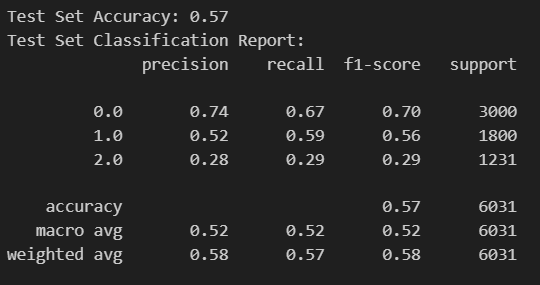 Test Set Accuracy: 0.57
Test Set Classification Report:
precision recall f1-score support
0.0 0.74 0.67 0.70 3000
1.0 0.52 0.59 0.56 1800
2.0 0.28 0.29 0.29 1231
accuracy 0.57 6031
macro avg 0.52 0.52 0.52 6031
weighted avg 0.58 0.57 0.58 6031